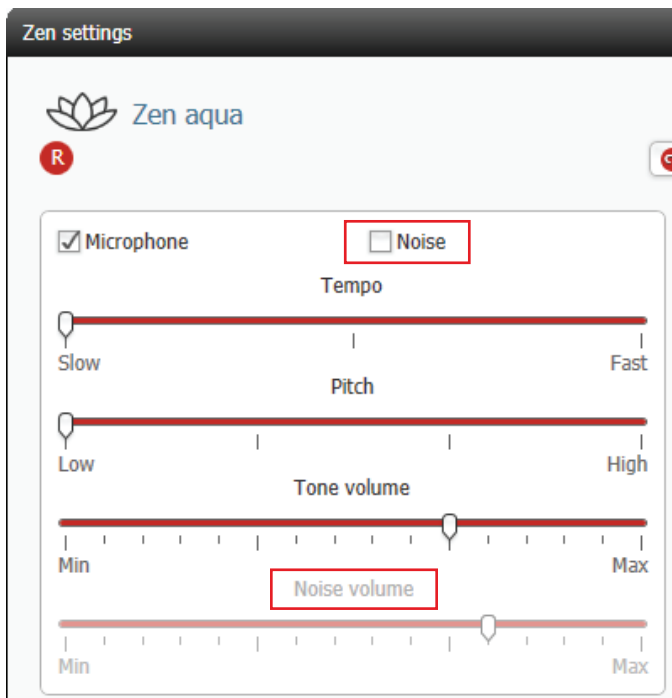 Zen settings
Zen aqua
R
Microphone Noise
Tempo
Slow Fast
Pitch
Low High
Tone volume
Min Max
Noise volume
Min Max